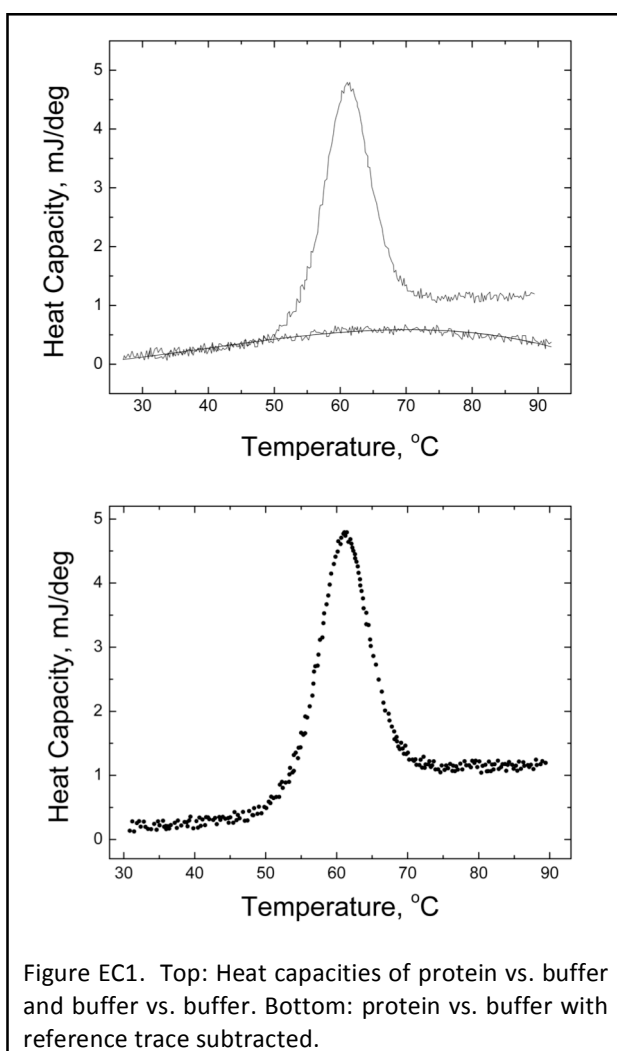 5
4
3
2
1
0
Heat Capacity, mJ/deg
30 40 50 60 70 80 90
Temperature, °C
5
4
3
2
1
0
Heat Capacity, mJ/deg
30 40 50 60 70 80 90
Temperature, °C
Figure EC1. Top: Heat capacities of protein vs. buffer
and buffer vs. buffer. Bottom: protein vs. buffer with
reference trace subtracted.